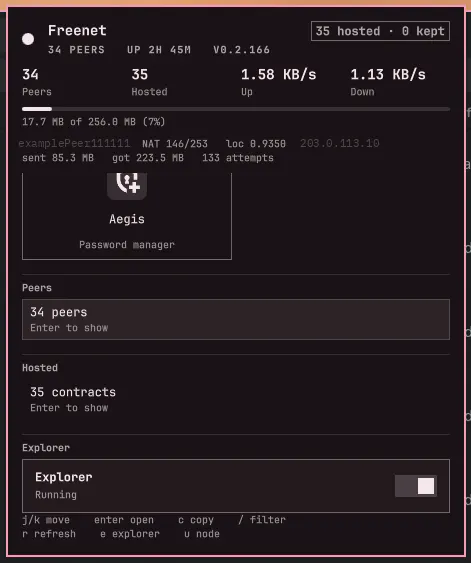 Freenet
35 hosted · 0 kept
34 PEERS UP 2H 45M V0.2.166
34 35 1.58 KB/s 1.13 KB/s
Peers Hosted Up Down
17.7 MB of 256.0 MB (7%)
examplePeer111111 NAT 146/253 loc 0.9350 203.0.113.10
sent 85.3 MB got 223.5 MB 133 attempts
Aegis
Password manager
Peers
34 peers
Enter to show
Hosted
35 contracts
Enter to show
Explorer
Explorer
Running
j/k move enter open c copy / filter
r refresh e explorer u node